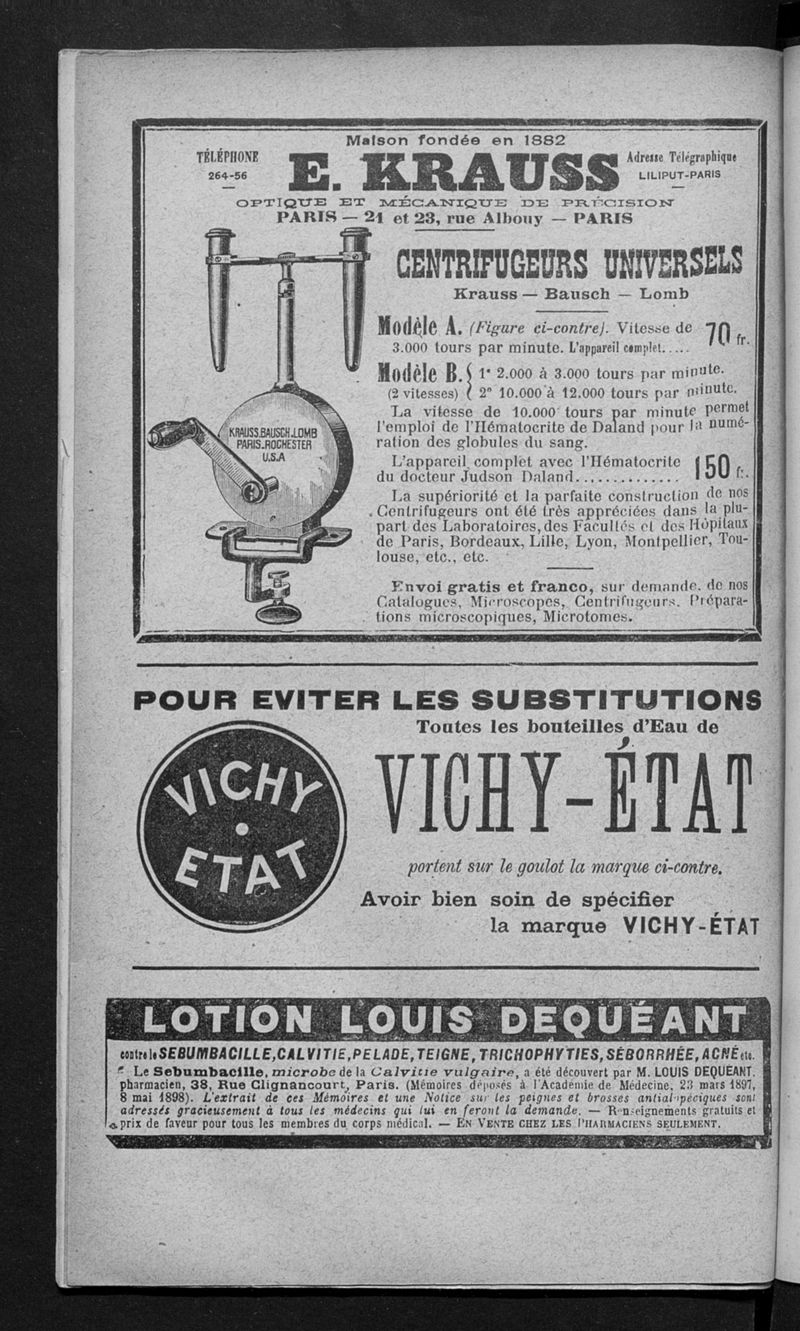 Maison fondée en 1882
TÉLÉPHONE
264-56
E. KRAUSS
Adresse Télégraphique
LILIPUT-PARIS
OPTIQUE ET MÉCANIQUE DE PRÉCISION
PARIS — 21 et 23, rue Albouy — PARIS
CENTRIFUGEURS UNIVERSELS
Krauss — Bausch — Lomb
Modèle A. (Figure ci-contre). Vitesse de
3.000 tours par minute. L'appareil complet..... 70 fr.
Modèle B. { 1° 2.000 à 3.000 tours par minute.
(2 vitesses) { 2° 10.000 à 12.000 tours par minute.
La vitesse de 10.000 tours par minute permet
l'emploi de l'Hématocrite de Daland pour la numé-
ration des globules du sang.
L'appareil complet avec l'Hématocrite
du docteur Judson Daland.............. 150 fr.
La supériorité et la parfaite construction de nos
Centrifugeurs ont été très appréciées dans la plu-
part des Laboratoires, des Facultés et des Hôpitaux
de Paris, Bordeaux, Lille, Lyon, Montpellier, Tou-
louse, etc., etc.
Envoi gratis et franco, sur demande, de nos
Catalogues, Microscopes, Centrifugeurs, Prépara-
tions microscopiques, Microtomes.
KRAUSS.BAUSCH.LOMB
PARIS.ROCHESTER
U.S.A
POUR EVITER LES SUBSTITUTIONS
Toutes les bouteilles d'Eau de
VICHY-ÉTAT
portent sur le goulot la marque ci-contre.
Avoir bien soin de spécifier
la marque VICHY-ÉTAT
VICHY
ETAT
LOTION LOUIS DEQUÉANT
contre le SEBUMBACILLE, CALVITIE, PELADE, TEIGNE, TRICHOPHYTIES, SÉBORRHÉE, ACNÉ etc.
Le Sebumbacille, microbe de la Calvitie vulgaire, a été découvert par M. LOUIS DEQUEANT.
pharmacien, 38, Rue Clignancourt, Paris. (Mémoires déposés à l'Académie de Médecine, 23 mars 1897,
8 mai 1898). L'extrait de ces Mémoires et une Notice sur les peignes et brosses antialopéciques sont
adressés gracieusement à tous les médecins qui lui en feront la demande. — Renseignements gratuits et
prix de faveur pour tous les membres du corps médical. — EN VENTE CHEZ LES PHARMACIENS SEULEMENT.